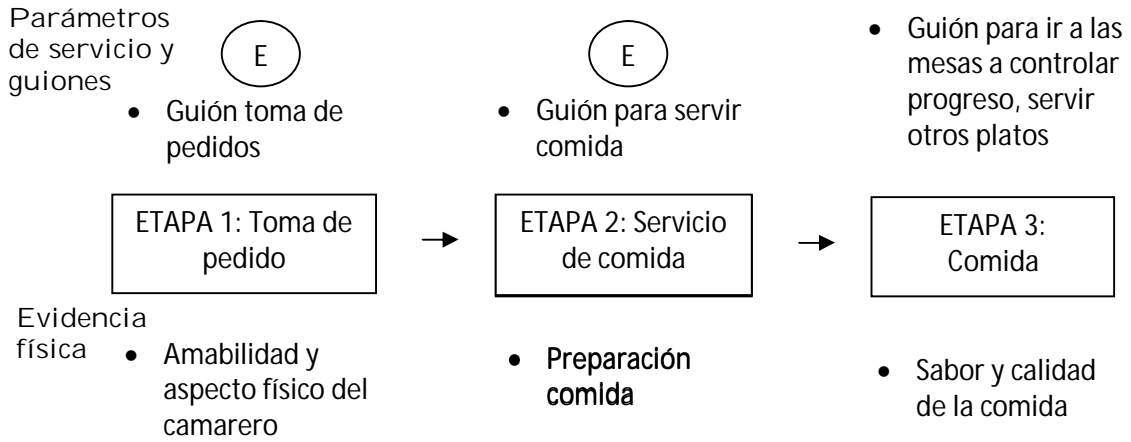 Parámetros
de servicio y
guiones
E
• Guión toma de
pedidos
E
• Guión para servir
comida
• Guión para ir a las
mesas a controlar
progreso, servir
otros platos
ETAPA 1: Toma de
pedido
ETAPA 2: Servicio
de comida
ETAPA 3:
Comida
Evidencia
física
• Amabilidad y
aspecto físico del
camarero
• Preparación
comida
• Sabor y calidad
de la comida